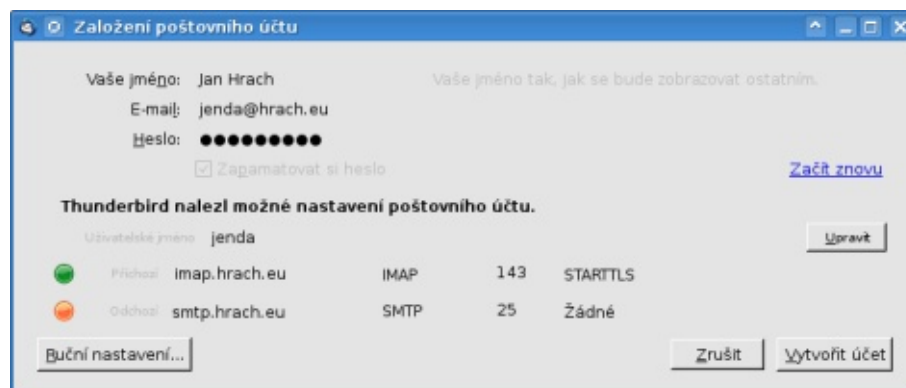 Založení poštovního účtu
Vaše jméno: Jan Hrach Vaše jméno tak, jak se bude zobrazovat ostatním.
E-mail: jenda@hrach.eu
Heslo: ●●●●●●●●●
Zapamatovat si heslo Začít znovu
Thunderbird nalezl možné nastavení poštovního účtu.
Uživatelské jméno jenda Upravit
Příchozí imap.hrach.eu IMAP 143 STARTTLS
Odchozí smtp.hrach.eu SMTP 25 Žádné
Ruční nastavení... Zrušit Vytvořit účet